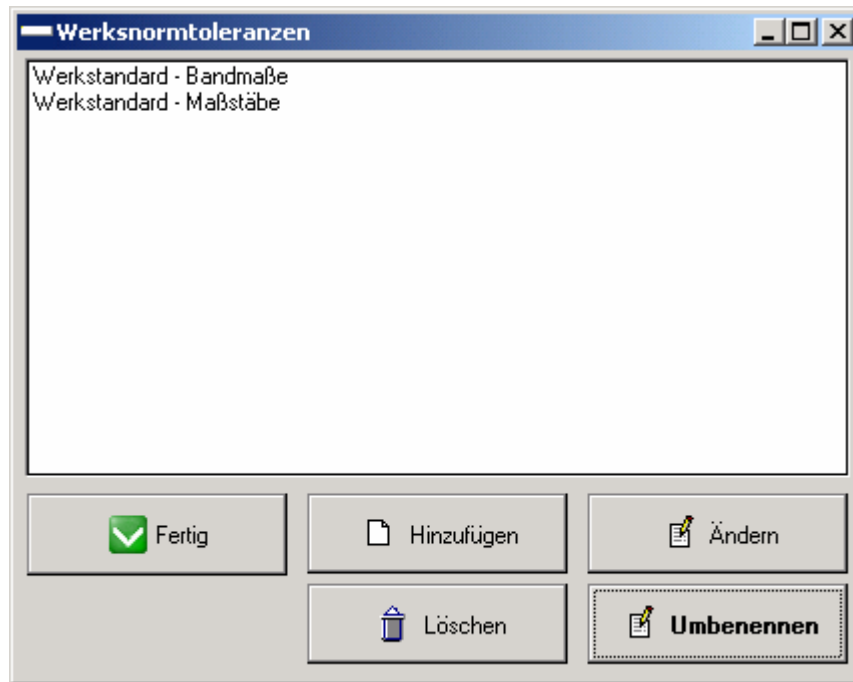 Werksnormtoleranzen
Werkstandard - Bandmaße
Werkstandard - Maßstäbe
Fertig
Hinzufügen
Ändern
Löschen
Umbenennen